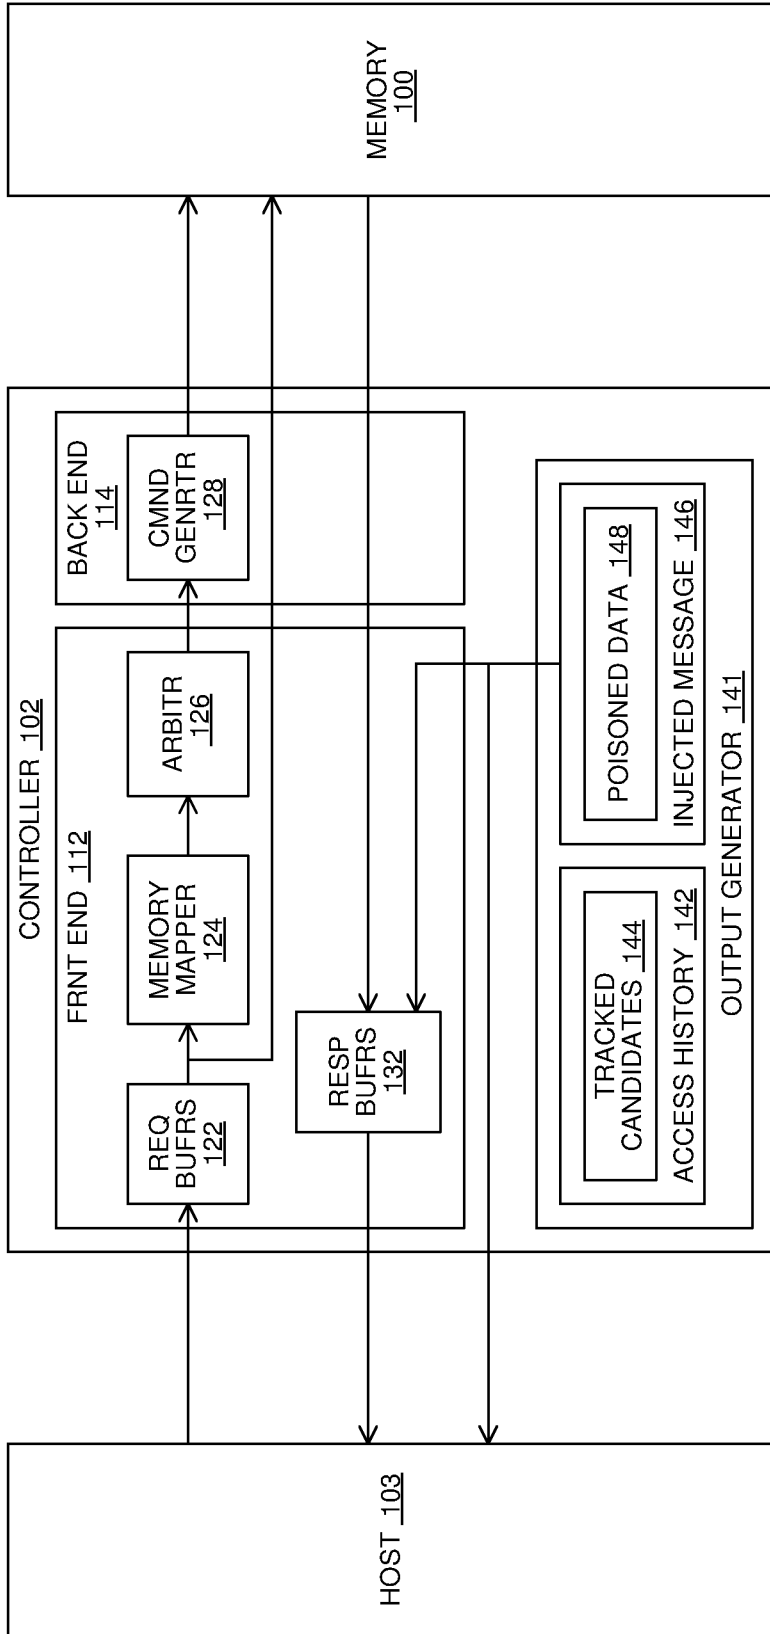 HOST 103
CONTROLLER 102
FRNT END 112
REQ
BUFRS
122
MEMORY
MAPPER
124
ARBITR
126
BACK END
114
CMND
GENRTR
128
RESP
BUFRS
132
TRACKED
CANDIDATES 144
ACCESS HISTORY 142
POISONED DATA 148
INJECTED MESSAGE 146
OUTPUT GENERATOR 141
MEMORY
100